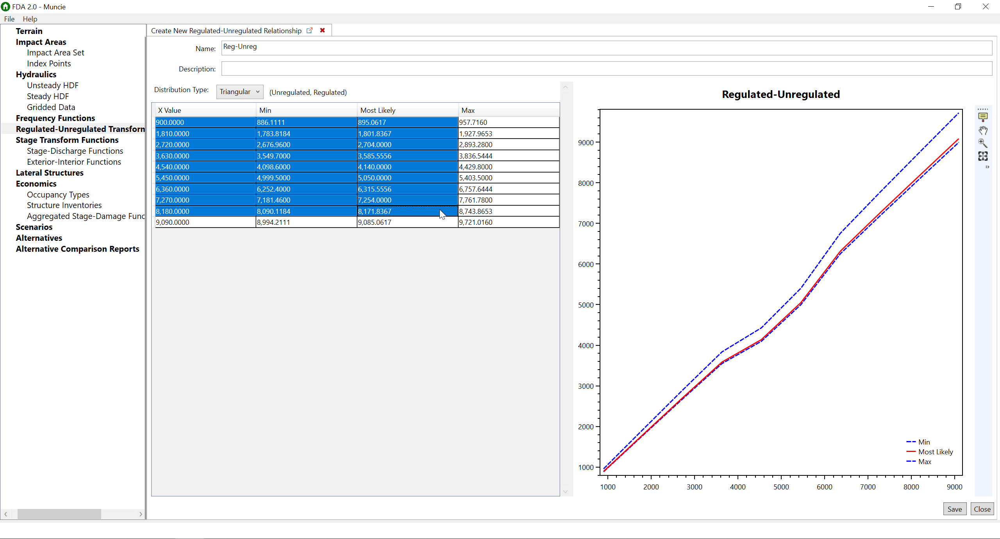 FDA 2.0 - Muncie
File Help
Terrain
Impact Areas
Impact Area Set
Index Points
Hydraulics
Unsteady HDF
Steady HDF
Gridded Data
Frequency Functions
Regulated-Unregulated Transforn
Stage Transform Functions
Stage-Discharge Functions
Exterior-Interior Functions
Lateral Structures
Economics
Occupancy Types
Structure Inventories
Aggregated Stage-Damage Func
Scenarios
Alternatives
Alternative Comparison Reports
Create New Regulated-Unregulated Relationship
Name: Reg-Unreg
Description:
Distribution Type: Triangular (Unregulated, Regulated)
X Value Min Most Likely Max
900.0000 886.1111 895.0617 957.7160
1,810.0000 1,783.8184 1,801.8367 1,927.9653
2,720.0000 2,676.9600 2,704.0000 2,893.2800
3,630.0000 3,549.7000 3,585.5556 3,836.5444
4,540.0000 4,098.6000 4,140.0000 4,429.8000
5,450.0000 4,999.5000 5,050.0000 5,403.5000
6,360.0000 6,252.4000 6,315.5556 6,757.6444
7,270.0000 7,181.4600 7,254.0000 7,761.7800
8,180.0000 8,090.1184 8,171.8367 8,743.8653
9,090.0000 8,994.2111 9,085.0617 9,721.0160
Regulated-Unregulated
9000
8000
7000
6000
5000
4000
3000
2000
1000
Min
Most Likely
Max
1000 2000 3000 4000 5000 6000 7000 8000 9000
Save Close